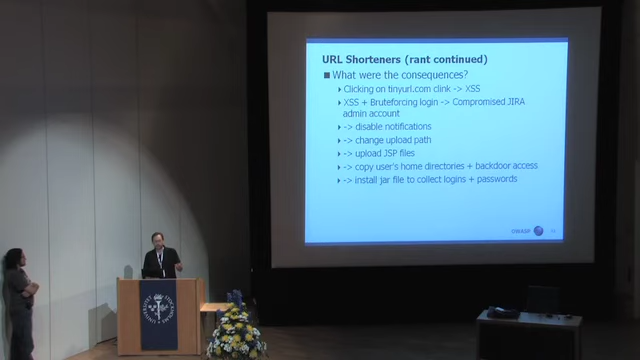 URL Shorteners (rant continued)
What were the consequences?
Clicking on tinyurl.com clink -> XSS
XSS + Bruteforcing login -> Compromised JIRA
admin account
-> disable notifications
-> change upload path
-> upload JSP files
-> copy user's home directories + backdoor access
-> install jar file to collect logins + passwords
OWASP